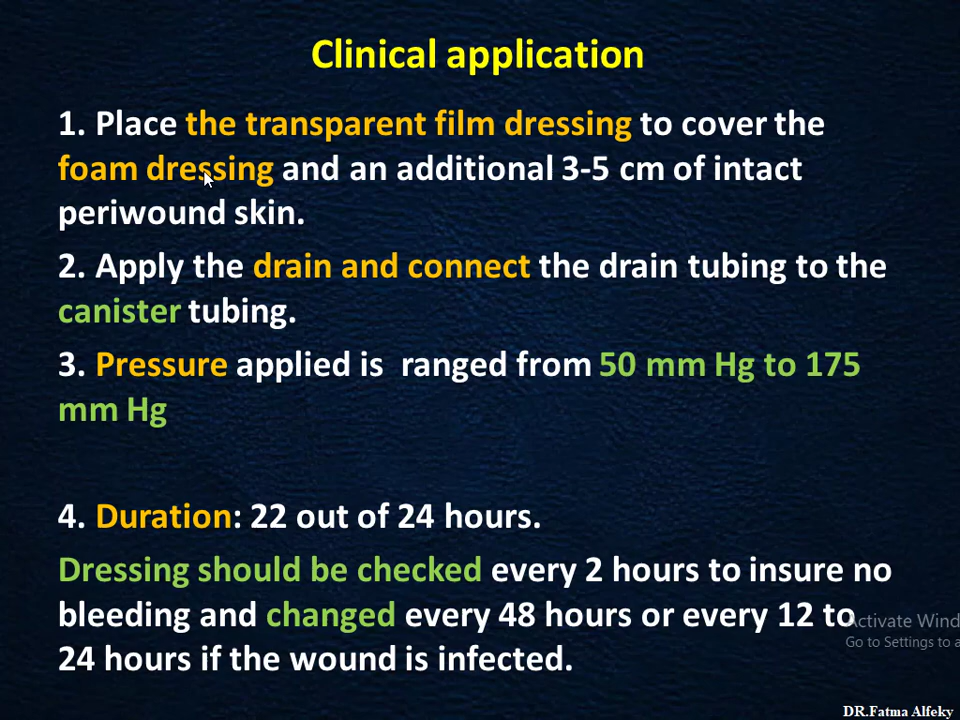 Clinical application
1. Place the transparent film dressing to cover the
foam dressing and an additional 3-5 cm of intact
periwound skin.
2. Apply the drain and connect the drain tubing to the
canister tubing.
3. Pressure applied is  ranged from 50 mm Hg to 175
mm Hg
4. Duration: 22 out of 24 hours.
Dressing should be checked every 2 hours to insure no
bleeding and changed every 48 hours or every 12 to
24 hours if the wound is infected.
Activate Wind
Go to Settings to a
DR.Fatma Alfeky